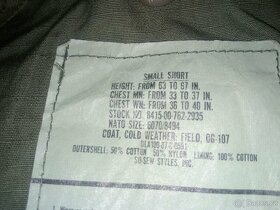 SMALL SHORT
HEIGHT: FROM 63 TO 67 IN.
CHEST MN: FROM 33 TO 37 IN.
CHEST WN: FROM 36 TO 40 IN.
STOCK NO: 8415-00-782-2935
NATO SIZE: 6070/8494
COAT, COLD WEATHER: FIELD, OG-107
OUTERSHELL: 50% COTTON 50% NYLON LINING: 100% COTTON
SO-SEW STYLES, INC.